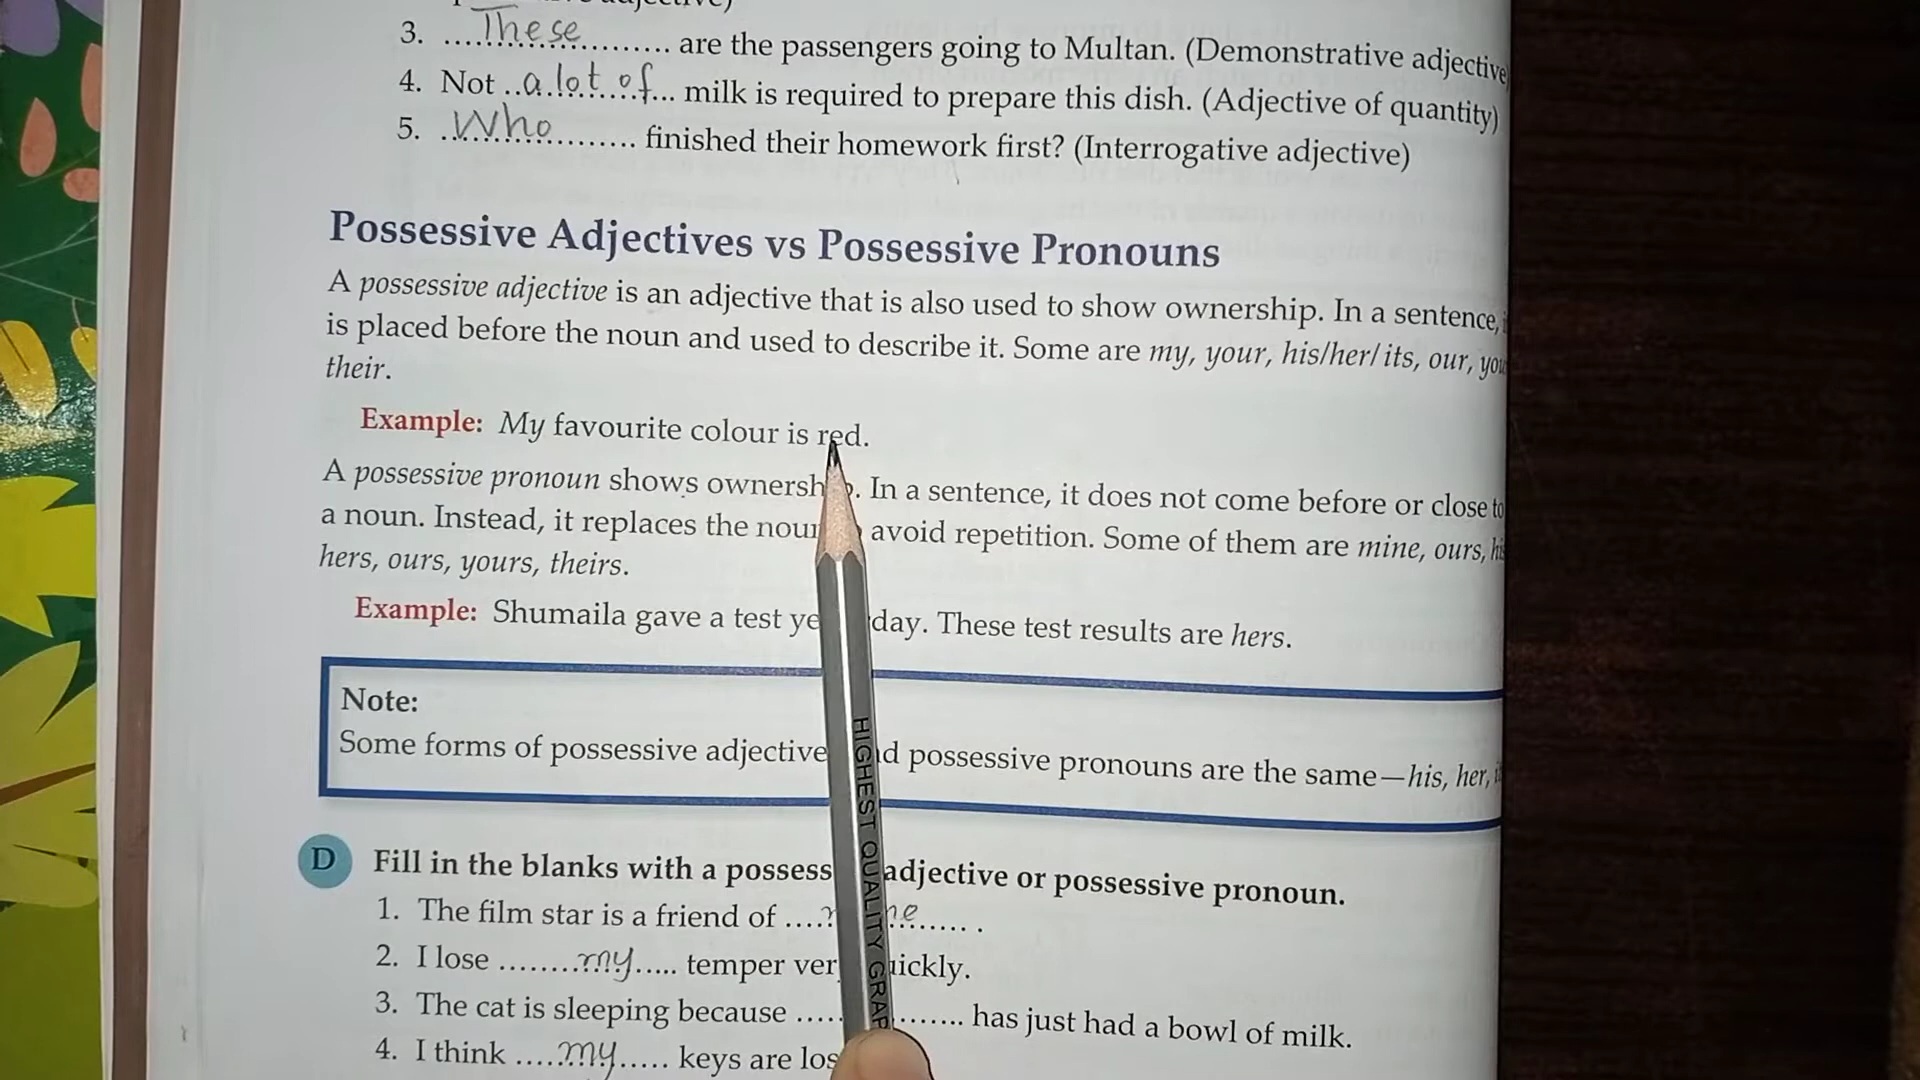 3. These are the passengers going to Multan. (Demonstrative adjective
4. Not a lot of milk is required to prepare this dish. (Adjective of quantity)
5. Who finished their homework first? (Interrogative adjective)
Possessive Adjectives vs Possessive Pronouns
A possessive adjective is an adjective that is also used to show ownership. In a sentence,
is placed before the noun and used to describe it. Some are my, your, his/her/its, our,
their.
Example: My favourite colour is red.
A possessive pronoun shows ownersh . In a sentence, it does not come before or close to
a noun. Instead, it replaces the noun avoid repetition. Some of them are mine, ours,
hers, ours, yours, theirs.
Example: Shumaila gave a test ye day. These test results are hers.
Note:
Some forms of possessive adjective d possessive pronouns are the same—his, her,
D Fill in the blanks with a possess adjective or possessive pronoun.
1. The film star is a friend of ..... .
2. I lose my temper ver uickly.
3. The cat is sleeping because ..... has just had a bowl of milk.
4. I think my keys are los
HIGHEST QUALITY GRAP